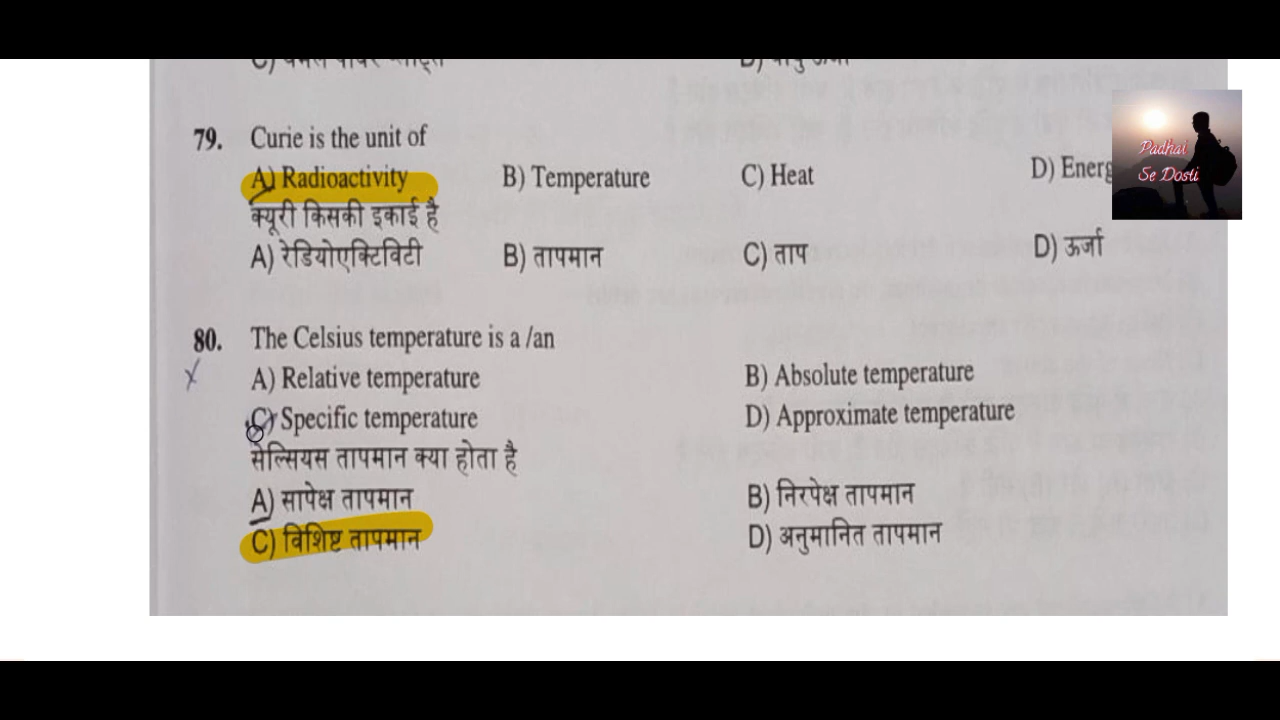 79. Curie is the unit of
A) Radioactivity B) Temperature C) Heat D) Energ
क्यूरी किसकी इकाई है
A) रेडियोएक्टिविटी B) तापमान C) ताप D) ऊर्जा
80. The Celsius temperature is a /an
A) Relative temperature B) Absolute temperature
C) Specific temperature D) Approximate temperature
सेल्सियस तापमान क्या होता है
A) सापेक्ष तापमान B) निरपेक्ष तापमान
C) विशिष्ट तापमान D) अनुमानित तापमान
Padhai
Se Dosti